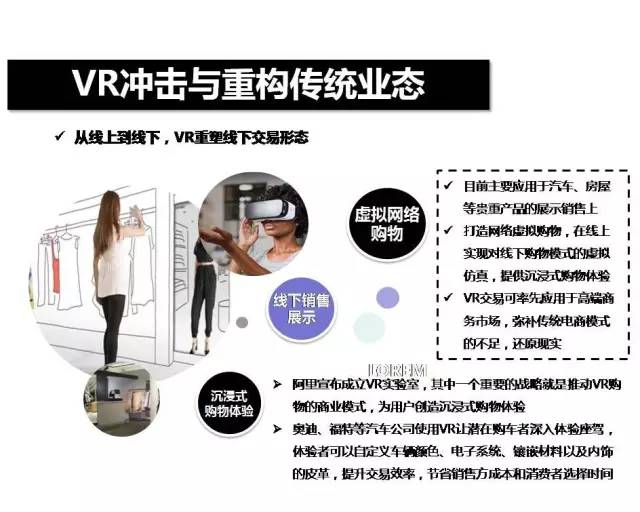 VR冲击与重构传统业态
✓ 从线上到线下，VR重塑线下交易形态
虚拟网络
购物
线下销售
展示
沉浸式
购物体验
✓ 目前主要应用于汽车、房屋
等贵重产品的展示销售上
✓ 打造网络虚拟购物，在线上
实现对线下购物模式的虚拟
仿真，提供沉浸式购物体验
✓ VR交易可率先应用于高端商
务市场，弥补传统电商模式
的不足，还原现实
LOREM
➢ 阿里宣布成立VR实验室，其中一个重要的战略就是推动VR购
物的商业模式，为用户创造沉浸式购物体验
➢ 奥迪、福特等汽车公司使用VR让潜在购车者深入体验座驾，
体验者可以自定义车辆颜色、电子系统、镶嵌材料以及内饰
的皮革，提升交易效率，节省销售方成本和消费者选择时间